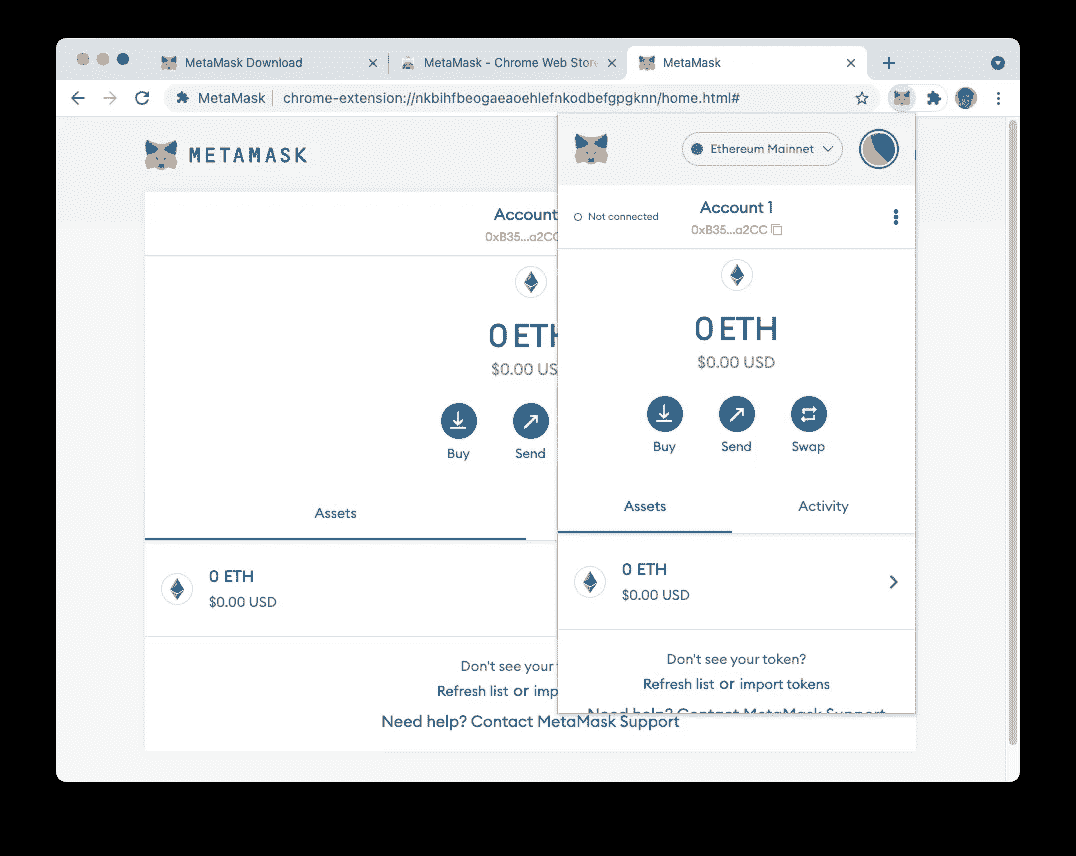 MetaMask Download
MetaMask - Chrome Web Stor
MetaMask
MetaMask
chrome-extension://nkbihfbeogaeaoehlefnkodbefgpgknn/home.html#
METAMASK
Account
0xB35...a2CC
0 ETH
$0.00 US
Buy
Send
Assets
0 ETH
$0.00 USD
Don't see your
Refresh list or imp
Need help? Contact MetaMask Support
Ethereum Mainnet
Not connected
Account 1
0xB35...a2CC
0 ETH
$0.00 USD
Buy
Send
Swap
Assets
Activity
0 ETH
$0.00 USD
Don't see your token?
Refresh list or import tokens
Need help? Contact MetaMask Support